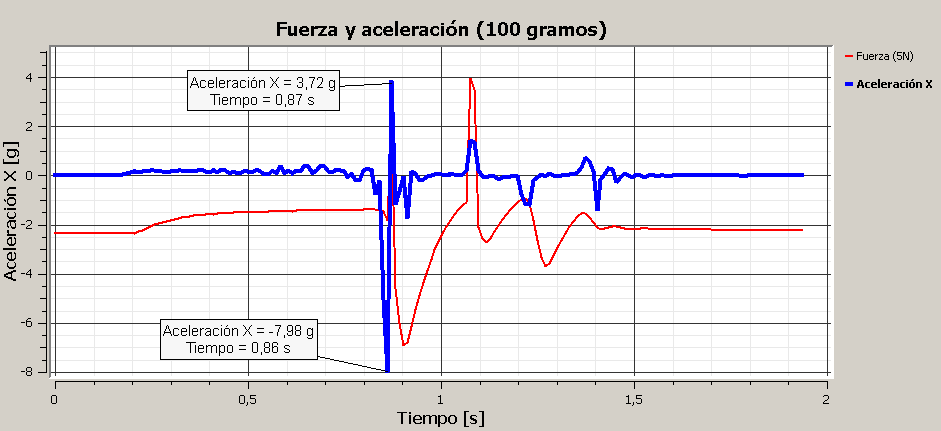 Fuerza y aceleración (100 gramos)
Fuerza (5N)
Aceleración X
Aceleración X = 3,72 g
Tiempo = 0,87 s
Aceleración X = -7,98 g
Tiempo = 0,86 s
Aceleración X [g]
4
2
0
-2
-4
-6
-8
0
0,5
1
1,5
2
Tiempo [s]